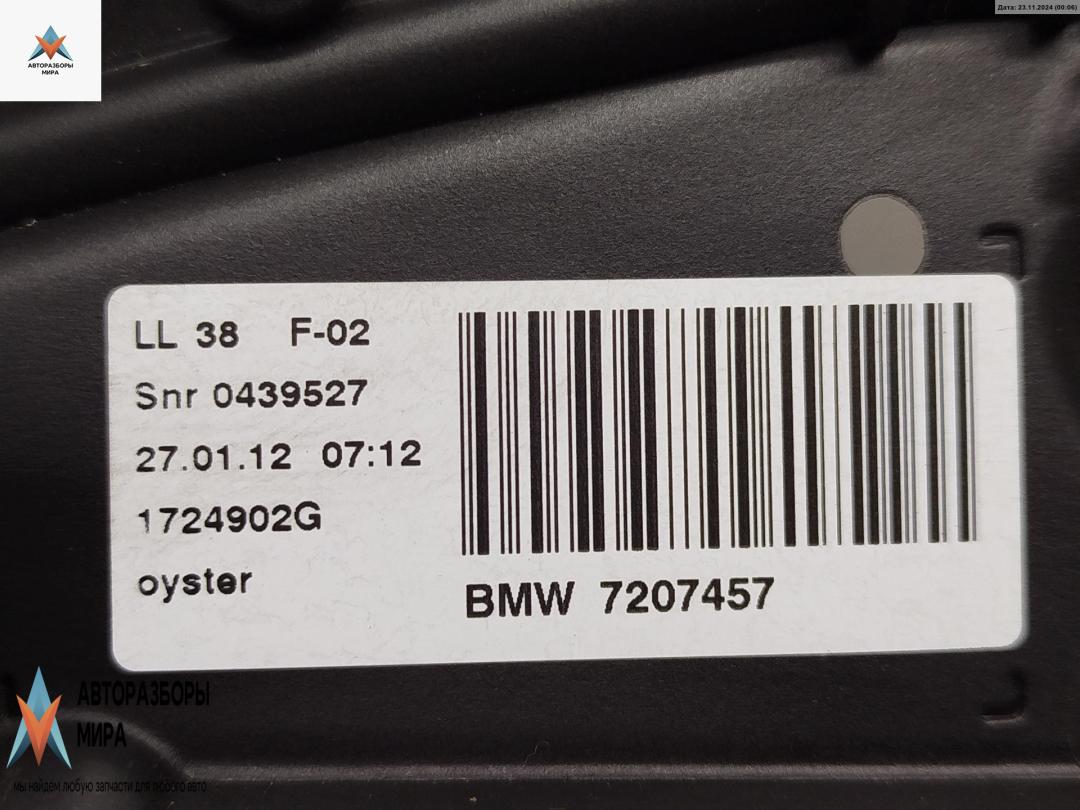 Дата: 23.11.2024 (00:06)
АВТОРАЗБОРЫ
МИРА
LL 38 F-02
Snr 0439527
27.01.12 07:12
1724902G
oyster
BMW 7207457
АВТОРАЗБОРЫ
МИРА
мы найдем любую запчасти для любого авто